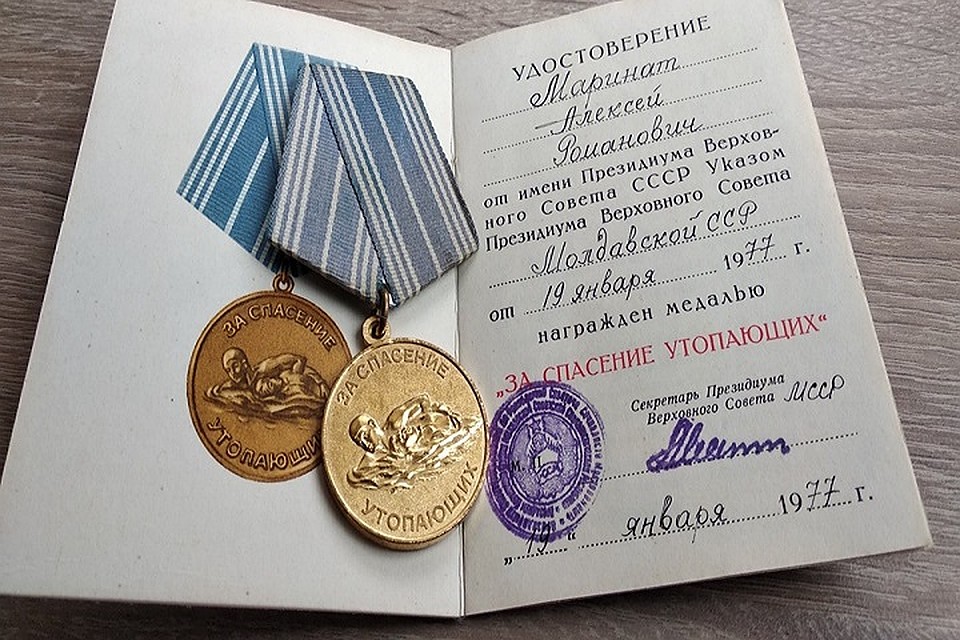 ЗА СПАСЕНИЕ
УТОПАЮЩИ
ЗА СПАСЕНИЕ
УТОПАЮЩИХ
УДОСТОВЕРЕНИЕ
Маринат
Алексей
Романович
от имени Президиума Верхов-
ного Совета СССР Указом
Президиума Верховного Совета
Молдавской ССР
от 19 января 1977 г.
награжден медалью
„ЗА СПАСЕНИЕ УТОПАЮЩИХ“
Секретарь Президиума
Верховного Совета МССР
м.
„19“ января 1977 г.